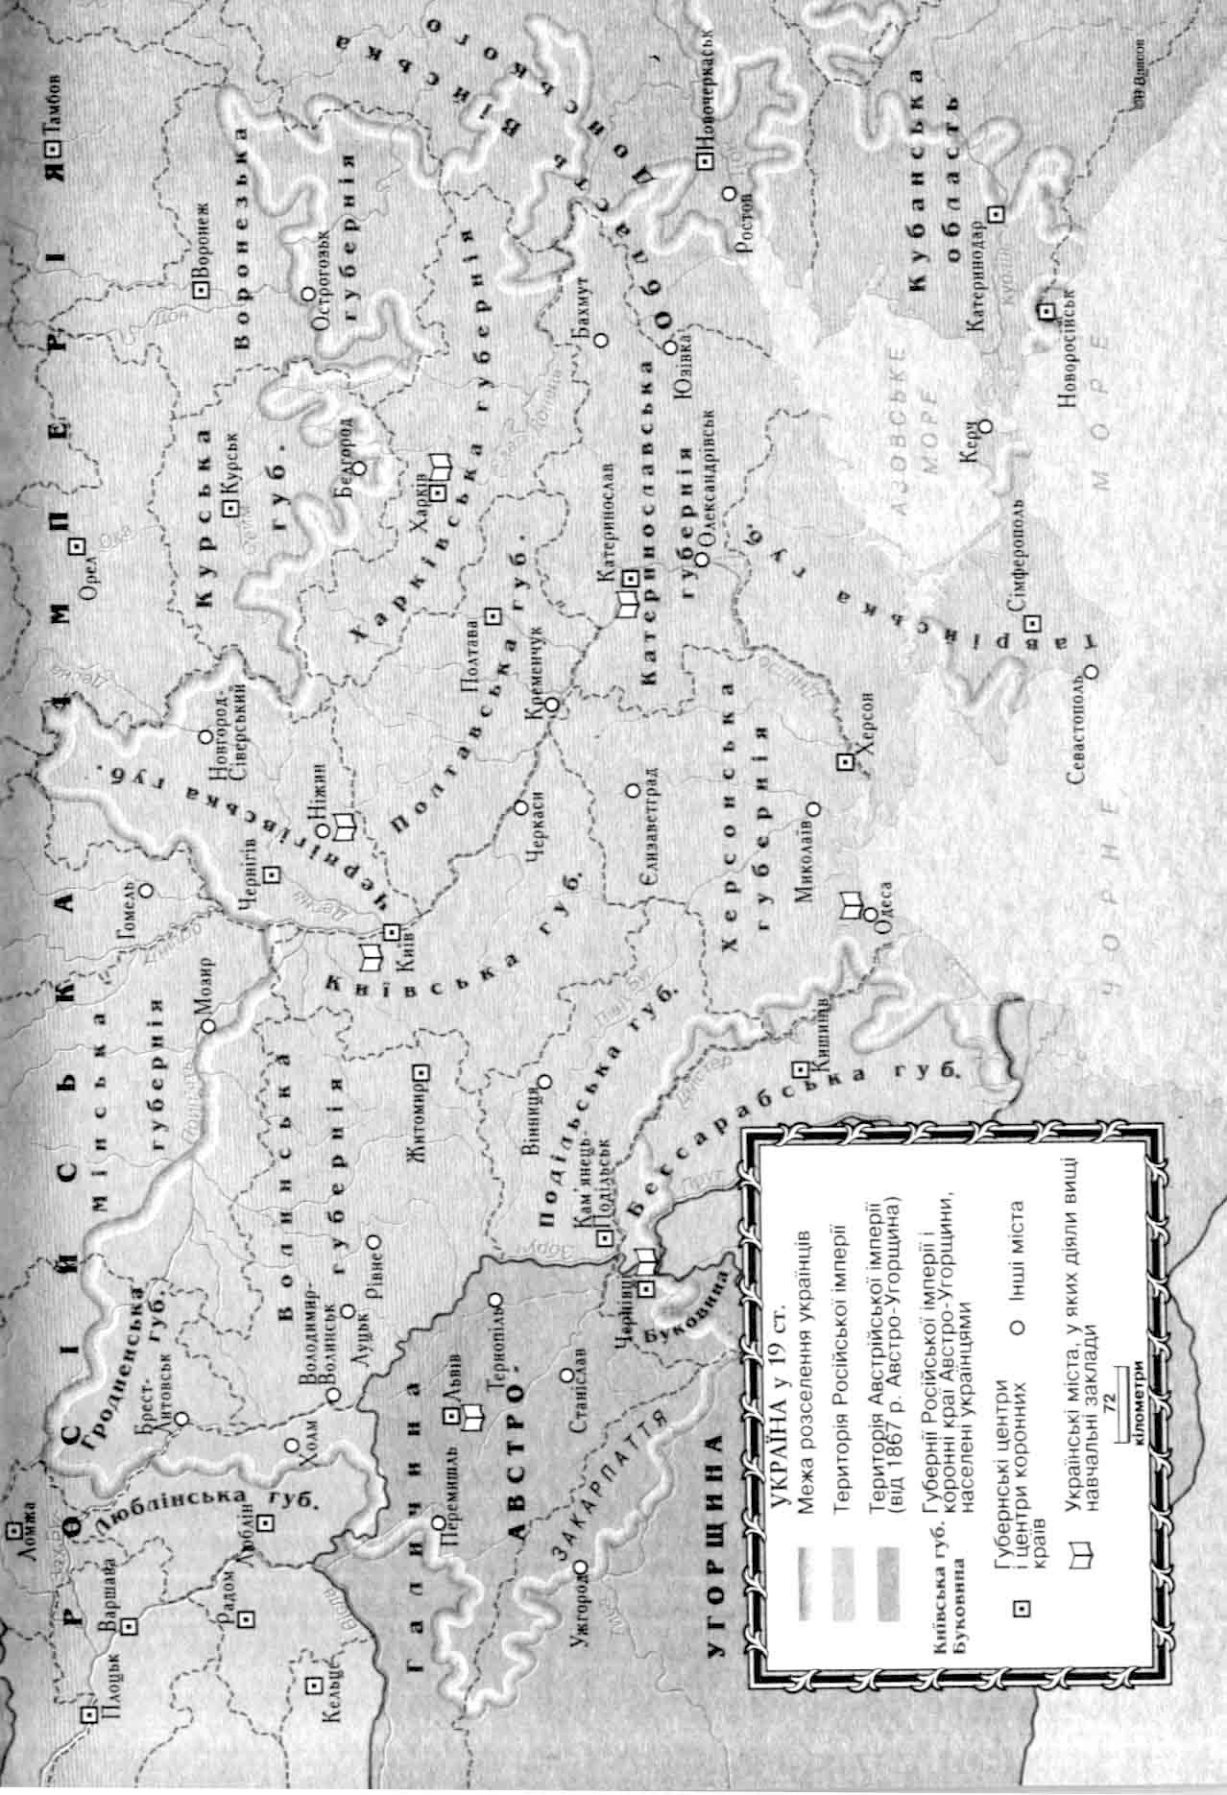 РОСІЙСЬКА ІМПЕРІЯ
Ломжа
Плоцьк
Варшава
Радом
Кельце
Люблін
Люблінська губ.
Холм
Гродненська
губ.
Брест-
Литовськ
мінська
губернія
Мозир
Гомель
Орел
Ока
Тамбов
Воронеж
Дон
Воронезька
губернія
Острогозьк
Курськ
Курська
губ.
Бєлгород
Новгород-
Сіверський
Чернігівська губ.
Чернігів
Ніжин
Десна
Київ
Київська губ.
Волинська
губернія
Володимир-
Волинськ
Луцьк
Рівне
Житомир
Харків
Харківська губернія
Полтава
Полтавська губ.
Кременчук
Черкаси
Єлизаветград
Катеринослав
Катеринославська
губернія
Олександрівськ
Бахмут
Юзівка
Область Війська
Донського
Новочеркаськ
Ростов
Кубанська
область
Катеринодар
Новоросійськ
Керч
АЗОВСЬКЕ
МОРЕ
Таврійська губ.
Сімферополь
Севастополь
ЧОРНЕ МОРЕ
Херсонська
губернія
Херсон
Миколаїв
Одеса
Кишинів
Бессарабська губ.
Дністер
Прут
Вінниця
Подільська губ.
Кам'янець-
Подільськ
Збруч
Чернівці
Буковина
Галичина
Львів
Перемишль
Тернопіль
Станіслав
ЗАКАРПАТТЯ
Ужгород
АВСТРО-
УГОРЩИНА
УКРАЇНА у 19 ст.
Межа розселення українців
Територія Російської імперії
Територія Австрійської імперії
(від 1867 р. Австро-Угорщина)
Київська губ.
Буковина
Губернії Російської імперії і
коронні краї Австро-Угорщини,
населені українцями
Губернські центри
і центри коронних
країв
Інші міста
Українські міста, у яких діяли вищі
навчальні заклади
72
кілометри